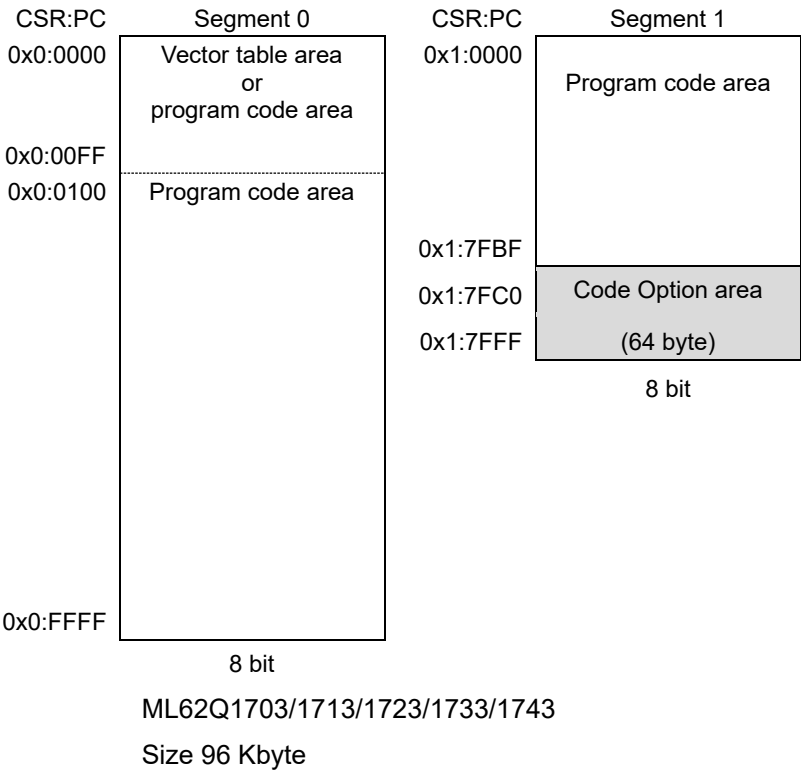 CSR:PC Segment 0 CSR:PC Segment 1
0x0:0000 Vector table area 0x1:0000
or Program code area
program code area
0x0:00FF
0x0:0100 Program code area
0x1:7FBF
0x1:7FC0 Code Option area
0x1:7FFF (64 byte)
8 bit
0x0:FFFF
8 bit
ML62Q1703/1713/1723/1733/1743
Size 96 Kbyte